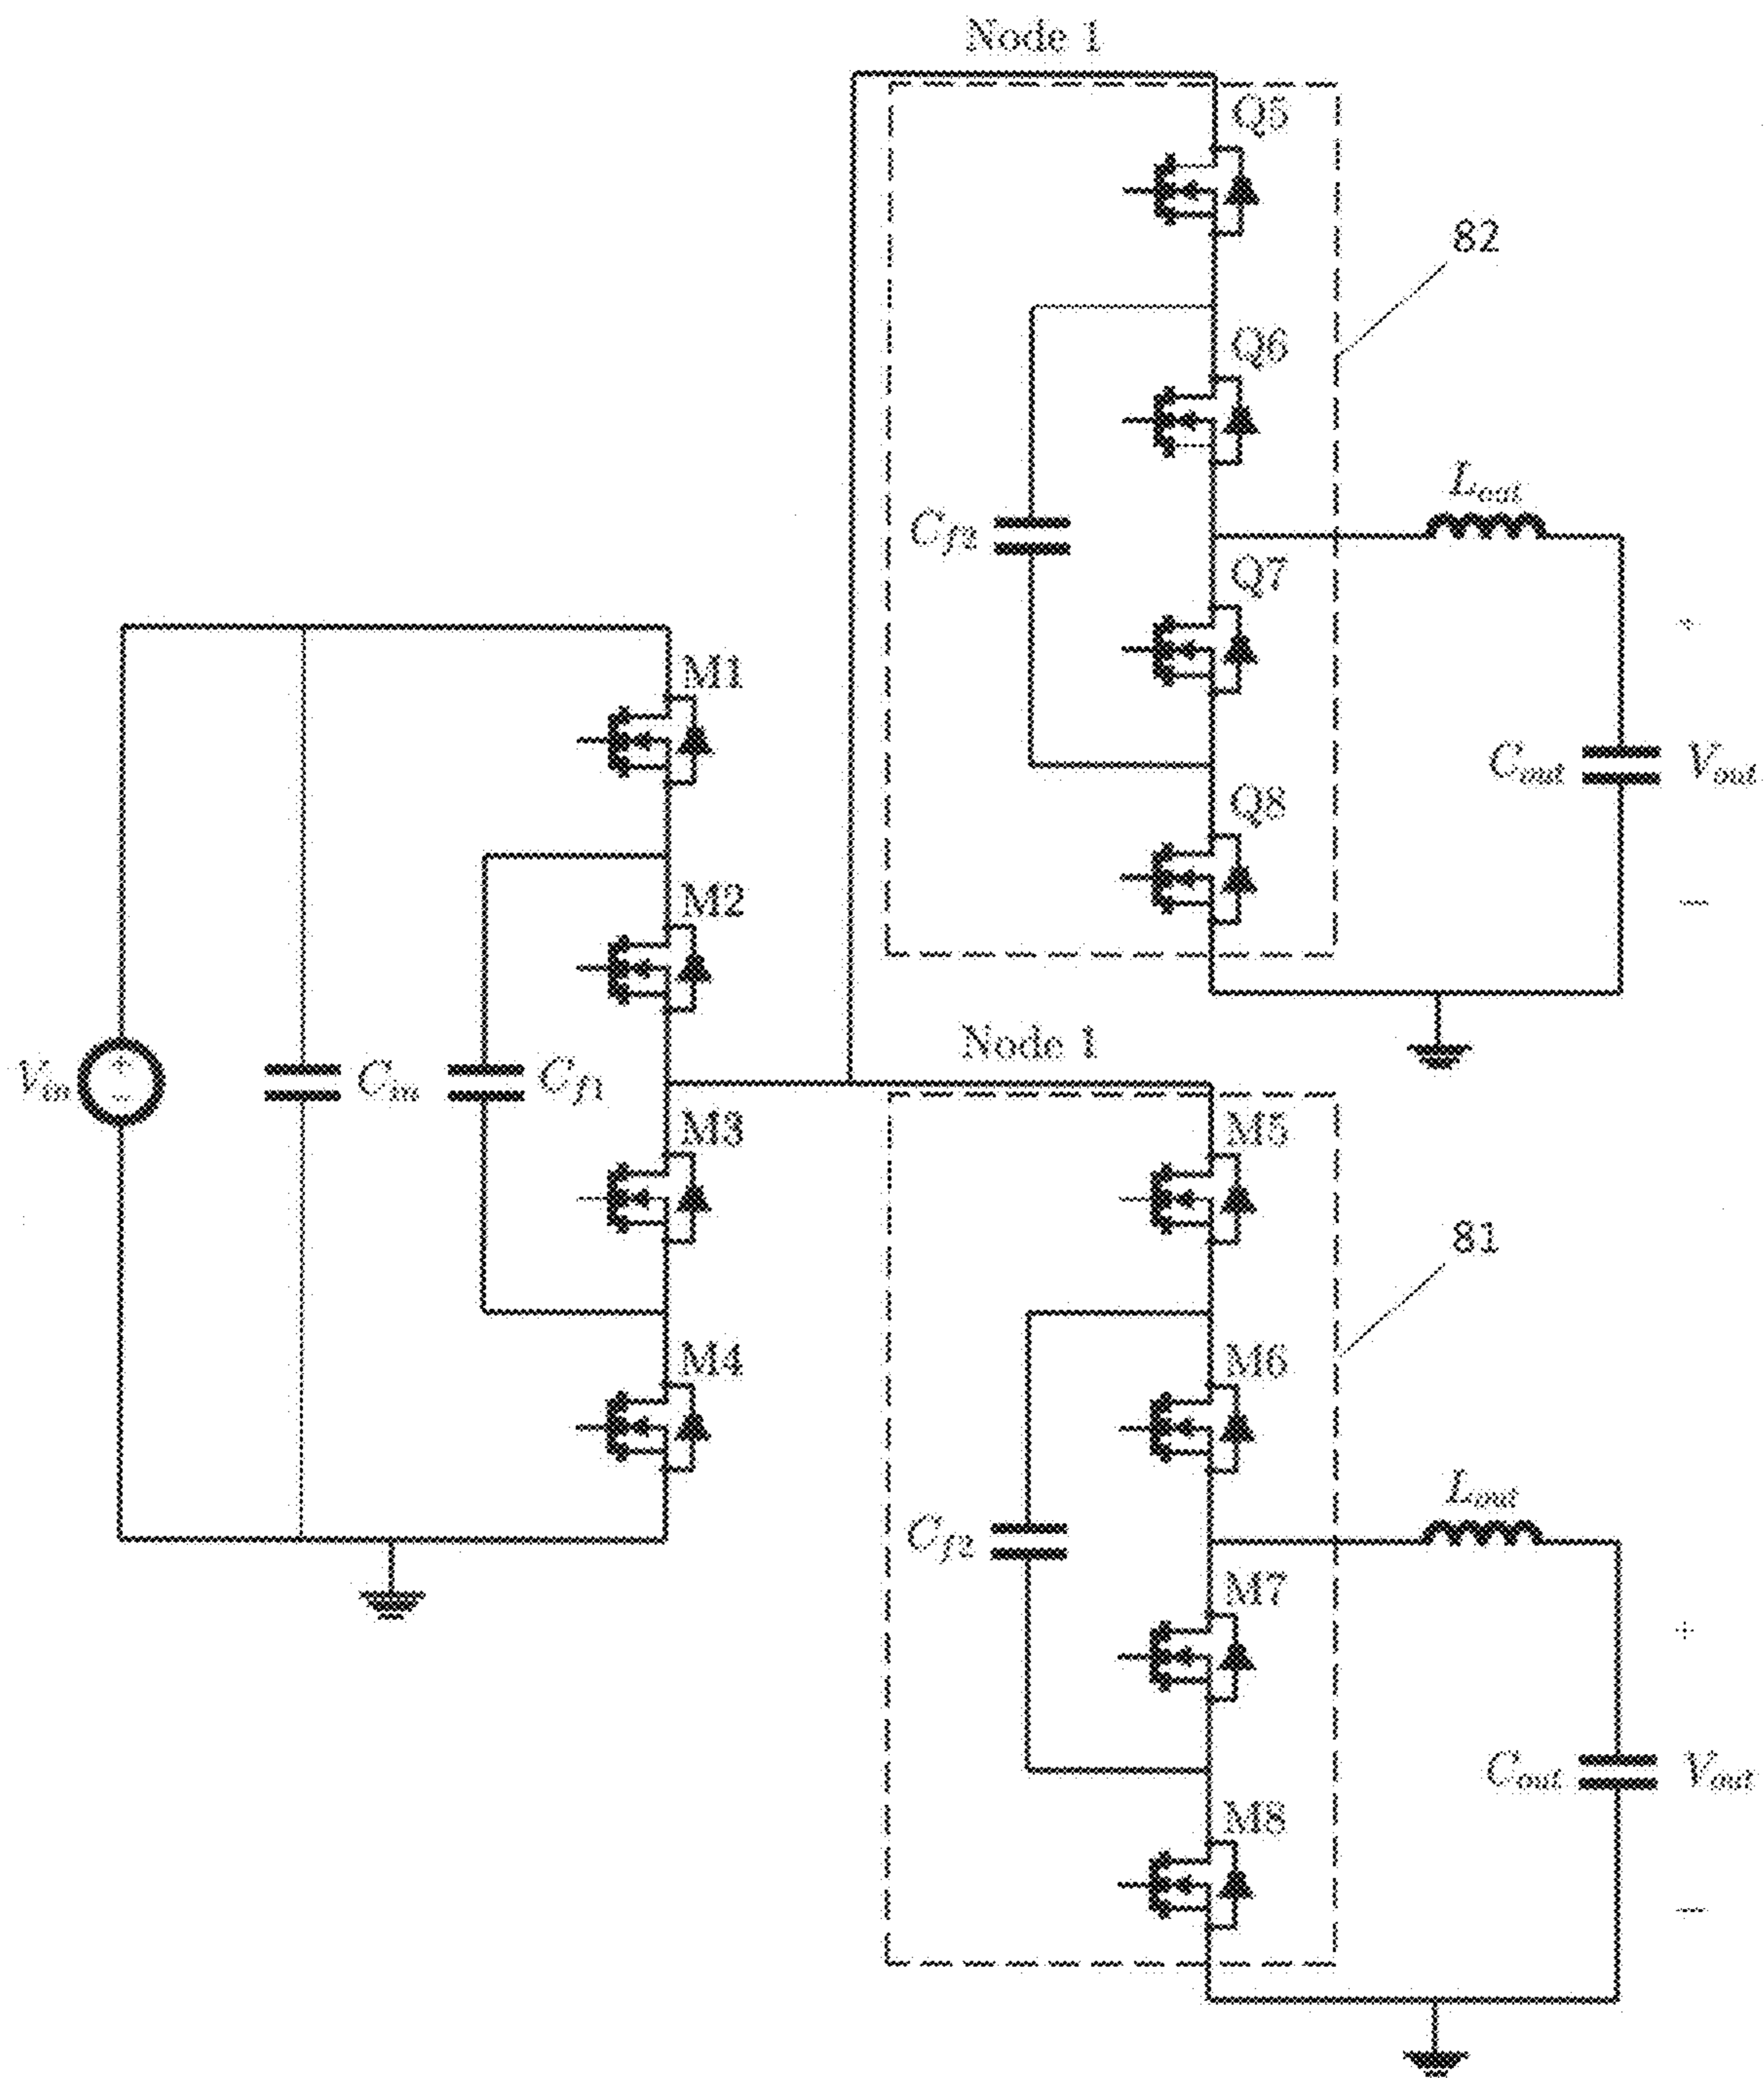 Node 1
Q5
82
Q6
L_out
C_f2
Q7
+
M1
C_out
V_out
Q8
M2
−
Node 1
V_in
+
−
C_in
C_f1
M3
M5
81
M4
M6
L_out
C_f2
M7
+
C_out
V_out
M8
−